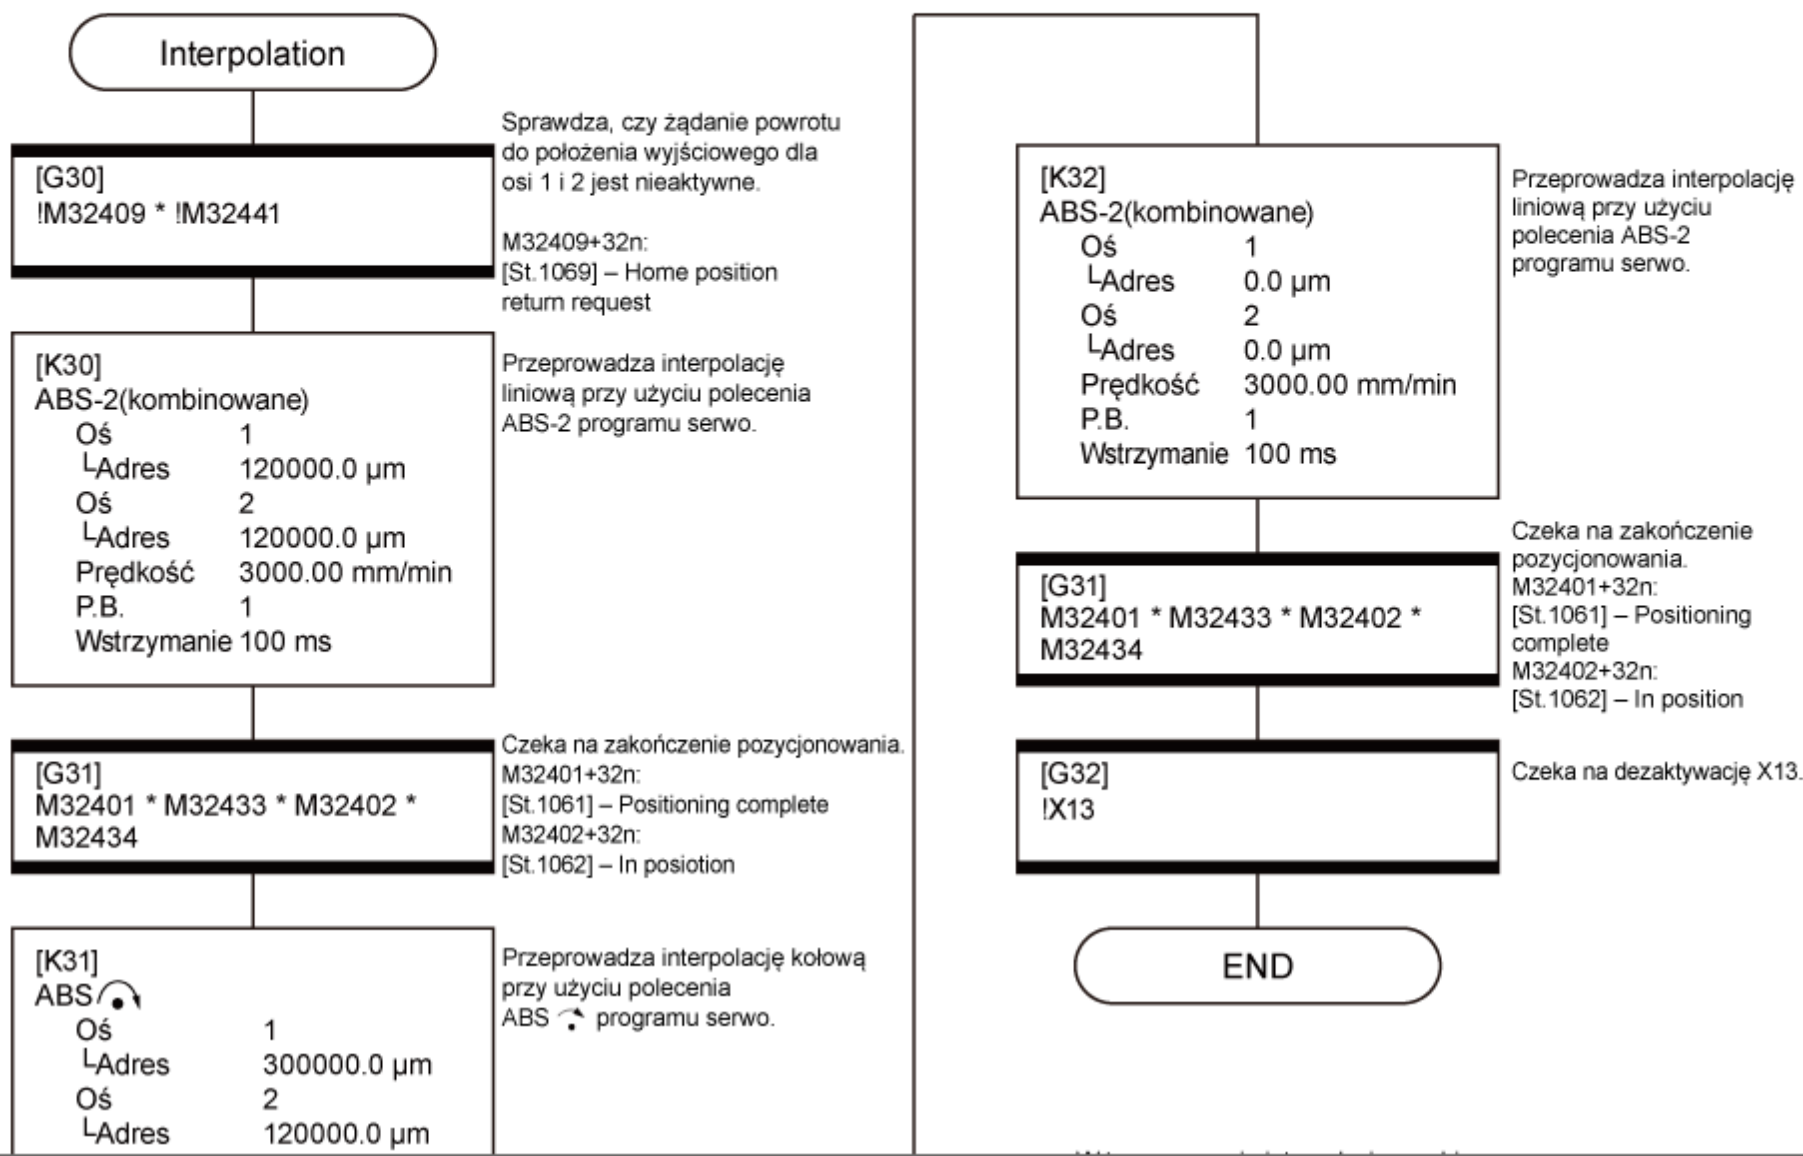 Interpolation
[G30]
!M32409 * !M32441
Sprawdza, czy żądanie powrotu
do położenia wyjściowego dla
osi 1 i 2 jest nieaktywne.
M32409+32n:
[St.1069] – Home position
return request
[K30]
ABS-2(kombinowane)
Oś 1
└Adres 120000.0 µm
Oś 2
└Adres 120000.0 µm
Prędkość 3000.00 mm/min
P.B. 1
Wstrzymanie 100 ms
Przeprowadza interpolację
liniową przy użyciu polecenia
ABS-2 programu serwo.
[G31]
M32401 * M32433 * M32402 *
M32434
Czeka na zakończenie pozycjonowania.
M32401+32n:
[St.1061] – Positioning complete
M32402+32n:
[St.1062] – In posiotion
[K31]
ABS
Oś 1
└Adres 300000.0 µm
Oś 2
└Adres 120000.0 µm
Przeprowadza interpolację kołową
przy użyciu polecenia
ABS programu serwo.
[K32]
ABS-2(kombinowane)
Oś 1
└Adres 0.0 µm
Oś 2
└Adres 0.0 µm
Prędkość 3000.00 mm/min
P.B. 1
Wstrzymanie 100 ms
Przeprowadza interpolację
liniową przy użyciu
polecenia ABS-2
programu serwo.
[G31]
M32401 * M32433 * M32402 *
M32434
Czeka na zakończenie
pozycjonowania.
M32401+32n:
[St.1061] – Positioning
complete
M32402+32n:
[St.1062] – In position
[G32]
!X13
Czeka na dezaktywację X13.
END